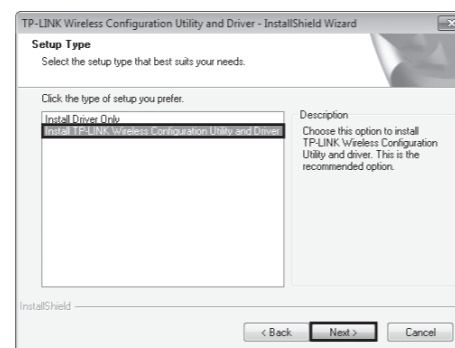 TP-LINK Wireless Configuration Utility and Driver - InstallShield Wizard
Setup Type
Select the setup type that best suits your needs.
Click the type of setup you prefer.
Install Driver Only
Install TP-LINK Wireless Configuration Utility and Driver
Description
Choose this option to install
TP-LINK Wireless Configuration
Utility and driver. This is the
recommended option.
InstallShield
< Back
Next >
Cancel